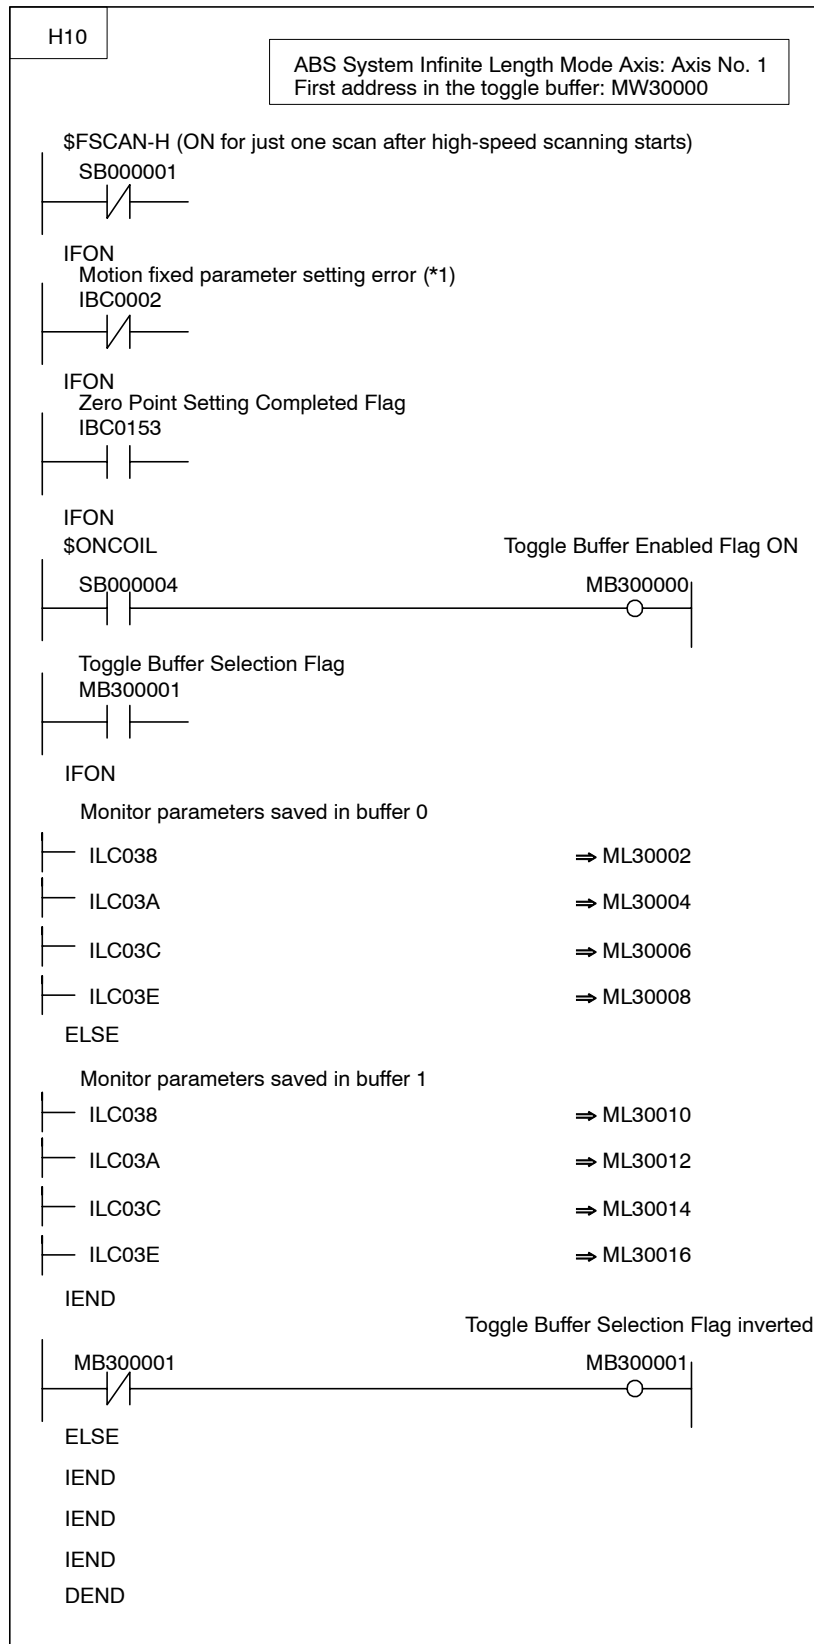 H10
ABS System Infinite Length Mode Axis: Axis No. 1
First address in the toggle buffer: MW30000
$FSCAN-H (ON for just one scan after high-speed scanning starts)
SB000001
IFON
Motion fixed parameter setting error (*1)
IBC0002
IFON
Zero Point Setting Completed Flag
IBC0153
IFON
$ONCOIL Toggle Buffer Enabled Flag ON
SB000004 MB300000
Toggle Buffer Selection Flag
MB300001
IFON
Monitor parameters saved in buffer 0
ILC038 ⇒ ML30002
ILC03A ⇒ ML30004
ILC03C ⇒ ML30006
ILC03E ⇒ ML30008
ELSE
Monitor parameters saved in buffer 1
ILC038 ⇒ ML30010
ILC03A ⇒ ML30012
ILC03C ⇒ ML30014
ILC03E ⇒ ML30016
IEND
Toggle Buffer Selection Flag inverted
MB300001 MB300001
ELSE
IEND
IEND
IEND
DEND